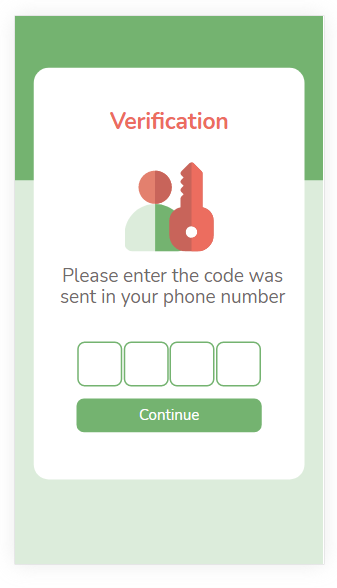 Verification
Please enter the code was
sent in your phone number
Continue